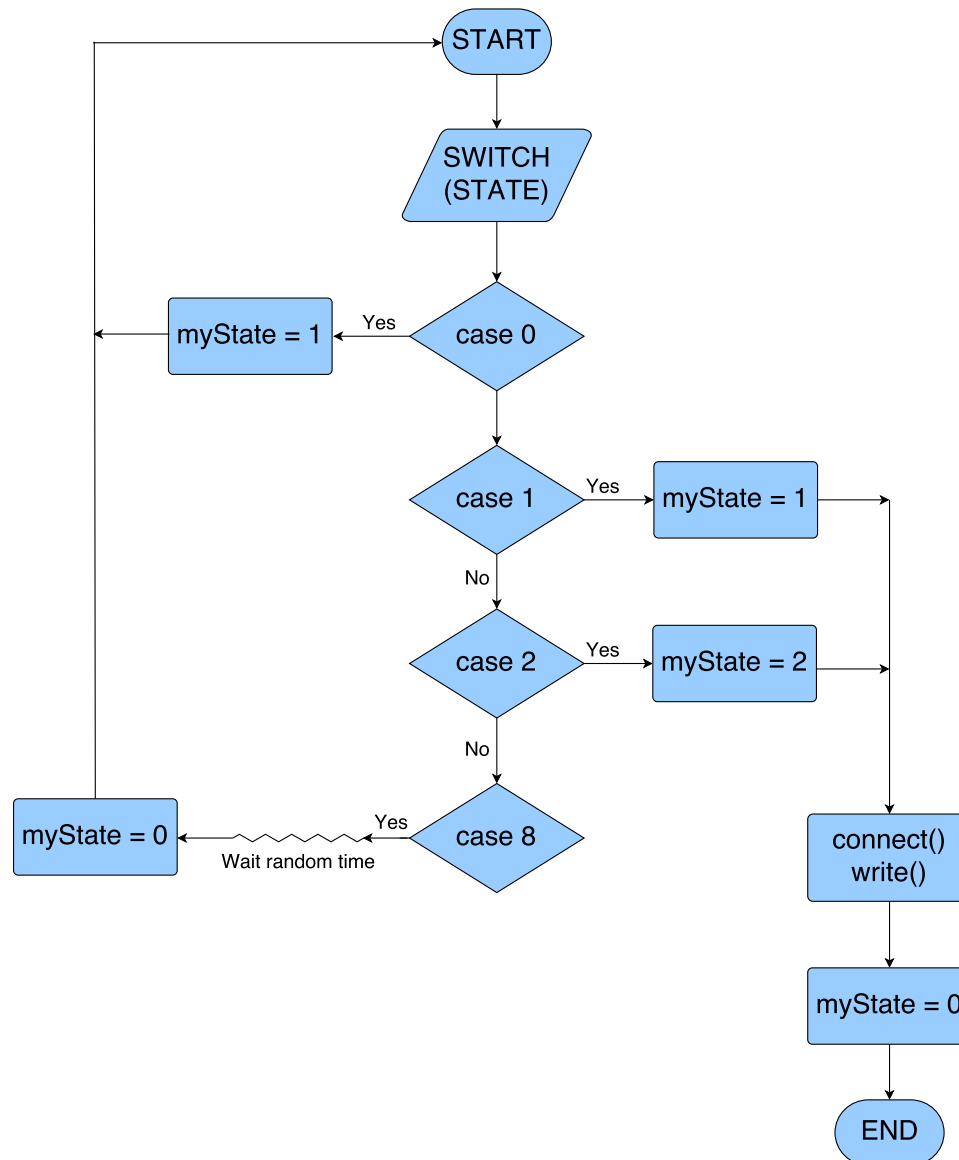 START
SWITCH
(STATE)
case 0
Yes
myState = 1
case 1
Yes
myState = 1
No
case 2
Yes
myState = 2
No
case 8
Yes
Wait random time
myState = 0
connect()
write()
myState = 0
END